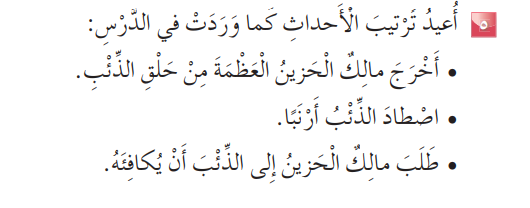 ٥ أُعيدُ تَرْتيبَ الْأَحداثِ كَما وَرَدَتْ في الدَّرْسِ:
• أَخْرَجَ مالِكٌ الْحَزينُ الْعَظْمَةَ مِنْ حَلْقِ الذِّئْبِ.
• اصْطادَ الذِّئْبُ أَرْنَبًا.
• طَلَبَ مالِكٌ الْحَزينُ إِلى الذِّئْبَ أَنْ يُكافِئَهُ.